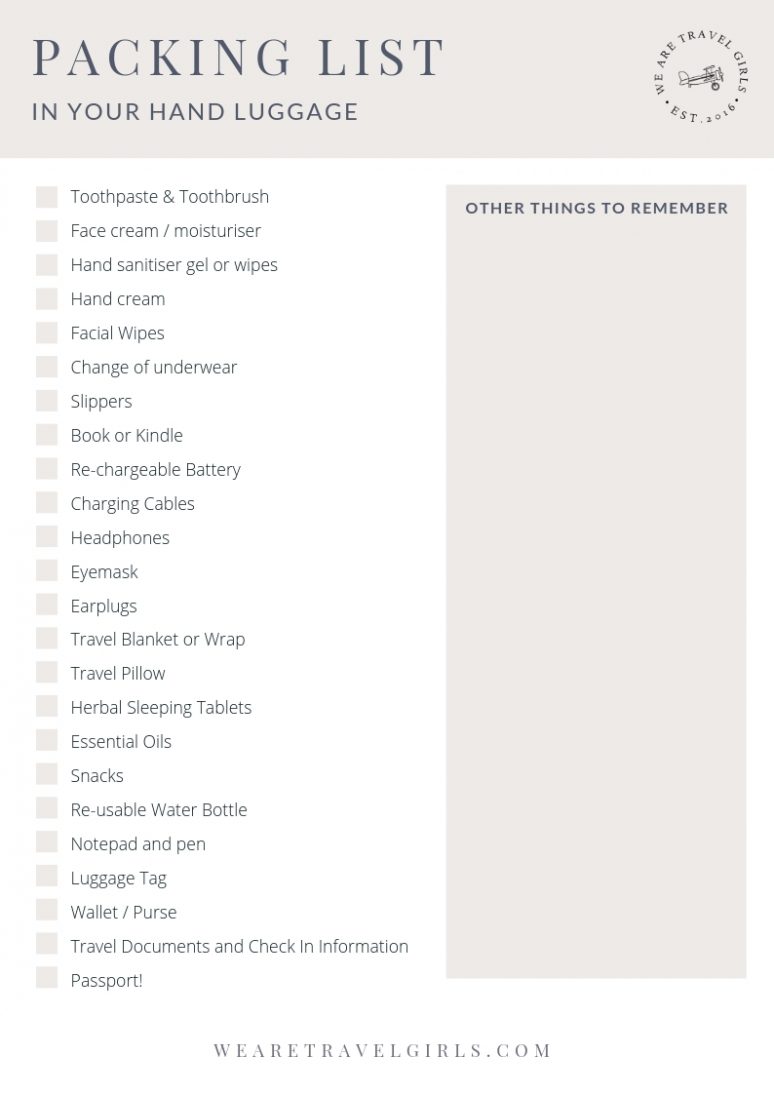 PACKING LIST
IN YOUR HAND LUGGAGE
WE ARE TRAVEL GIRLS
• EST. 2016 •
Toothpaste & Toothbrush
Face cream / moisturiser
Hand sanitiser gel or wipes
Hand cream
Facial Wipes
Change of underwear
Slippers
Book or Kindle
Re-chargeable Battery
Charging Cables
Headphones
Eyemask
Earplugs
Travel Blanket or Wrap
Travel Pillow
Herbal Sleeping Tablets
Essential Oils
Snacks
Re-usable Water Bottle
Notepad and pen
Luggage Tag
Wallet / Purse
Travel Documents and Check In Information
Passport!
OTHER THINGS TO REMEMBER
WEARETRAVELGIRLS.COM